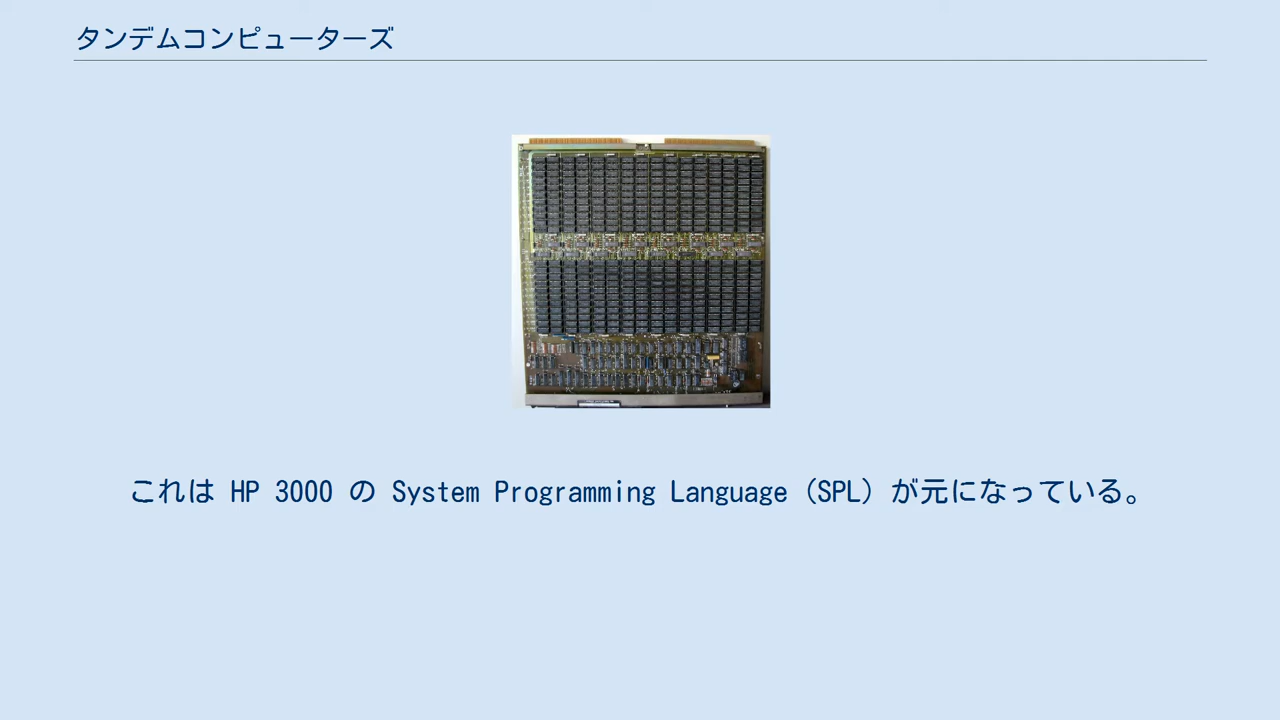 タンデムコンピューターズ
これは HP 3000 の System Programming Language（SPL）が元になっている。